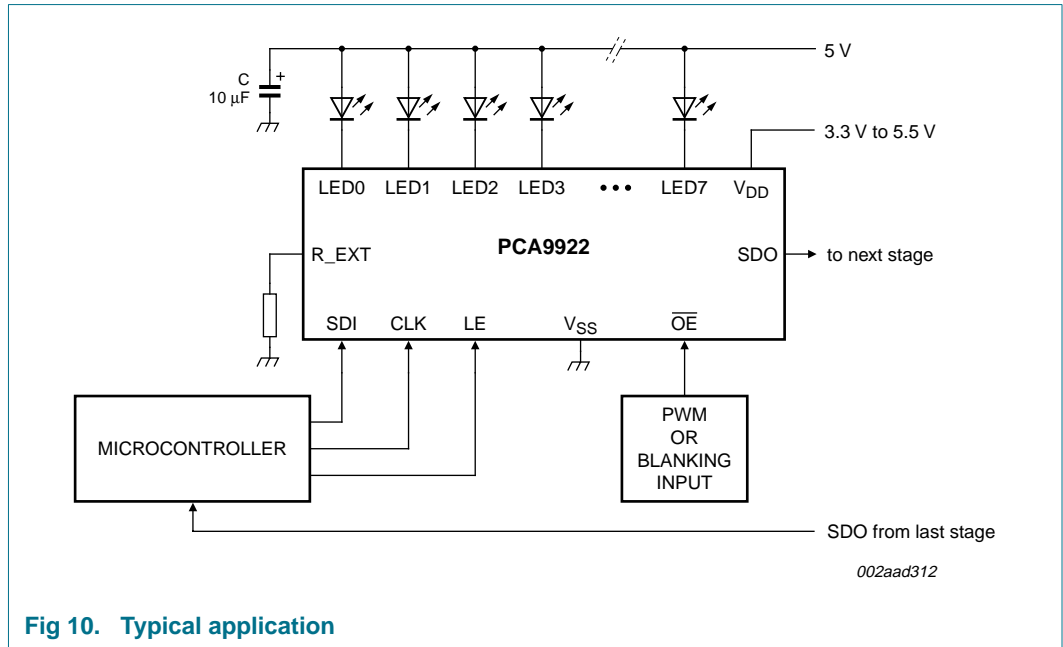 5 V
C
+
10 μF
3.3 V to 5.5 V
LED0 LED1 LED2 LED3 ••• LED7 VDD
PCA9922
R_EXT
SDO
to next stage
SDI CLK LE VSS OE
MICROCONTROLLER
PWM
OR
BLANKING
INPUT
SDO from last stage
002aad312
Fig 10. Typical application